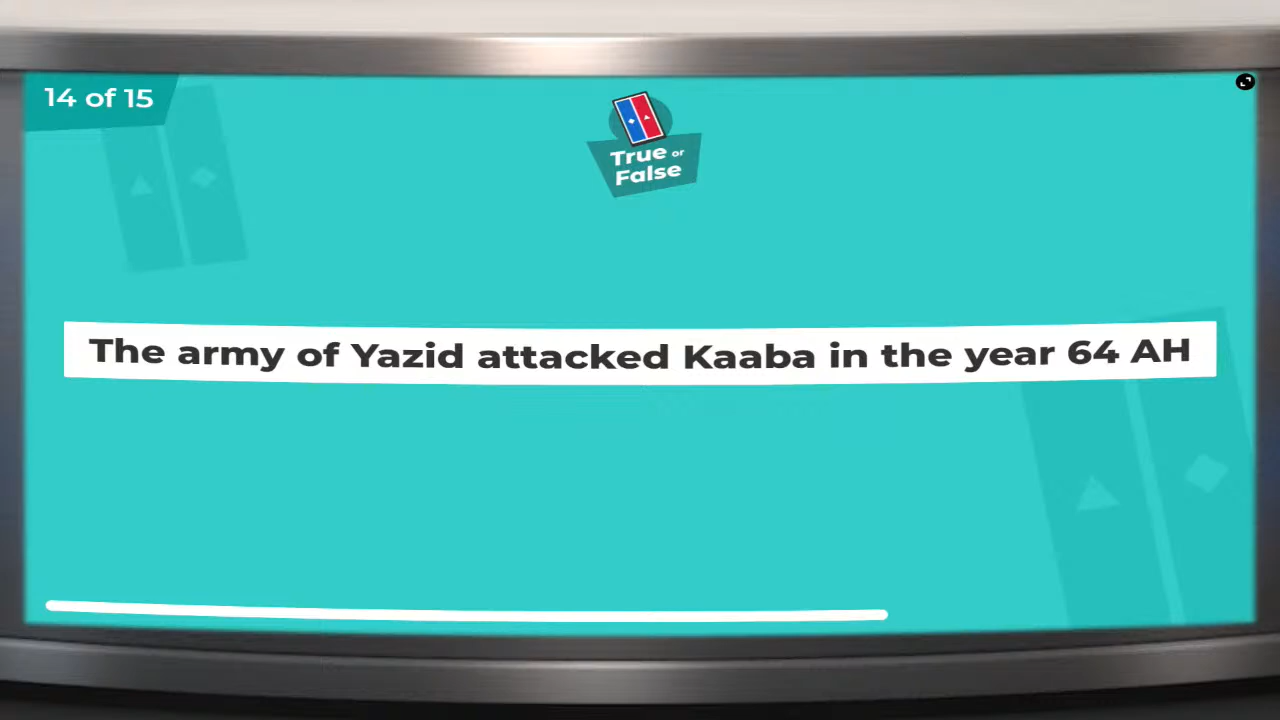 14 of 15
True or
False
The army of Yazid attacked Kaaba in the year 64 AH